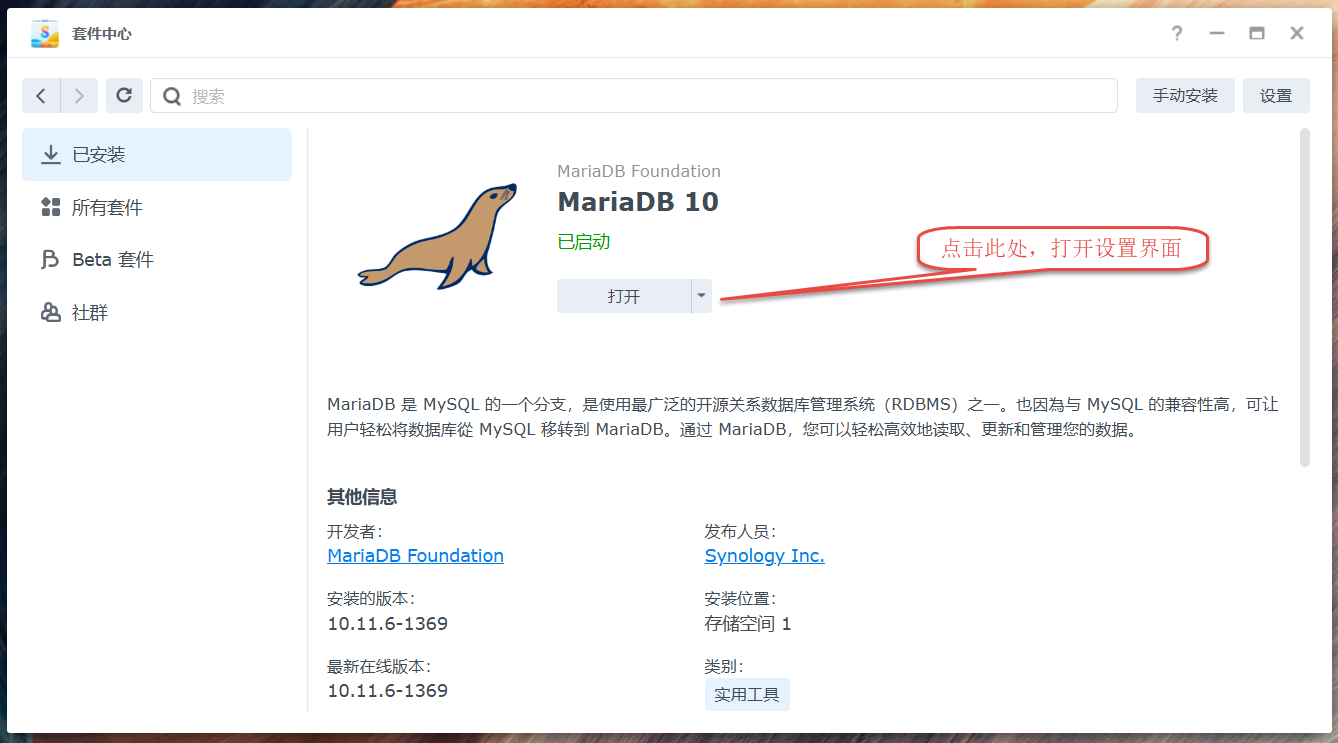 套件中心
搜索
手动安装
设置
已安装
所有套件
Beta 套件
社群
MariaDB Foundation
MariaDB 10
已启动
打开
点击此处，打开设置界面
MariaDB 是 MySQL 的一个分支，是使用最广泛的开源关系数据库管理系统（RDBMS）之一。也因為与 MySQL 的兼容性高，可让
用户轻松将数据库從 MySQL 移转到 MariaDB。通过 MariaDB，您可以轻松高效地读取、更新和管理您的数据。
其他信息
开发者：
MariaDB Foundation
发布人员：
Synology Inc.
安装的版本：
10.11.6-1369
安装位置：
存储空间 1
最新在线版本：
10.11.6-1369
类别：
实用工具